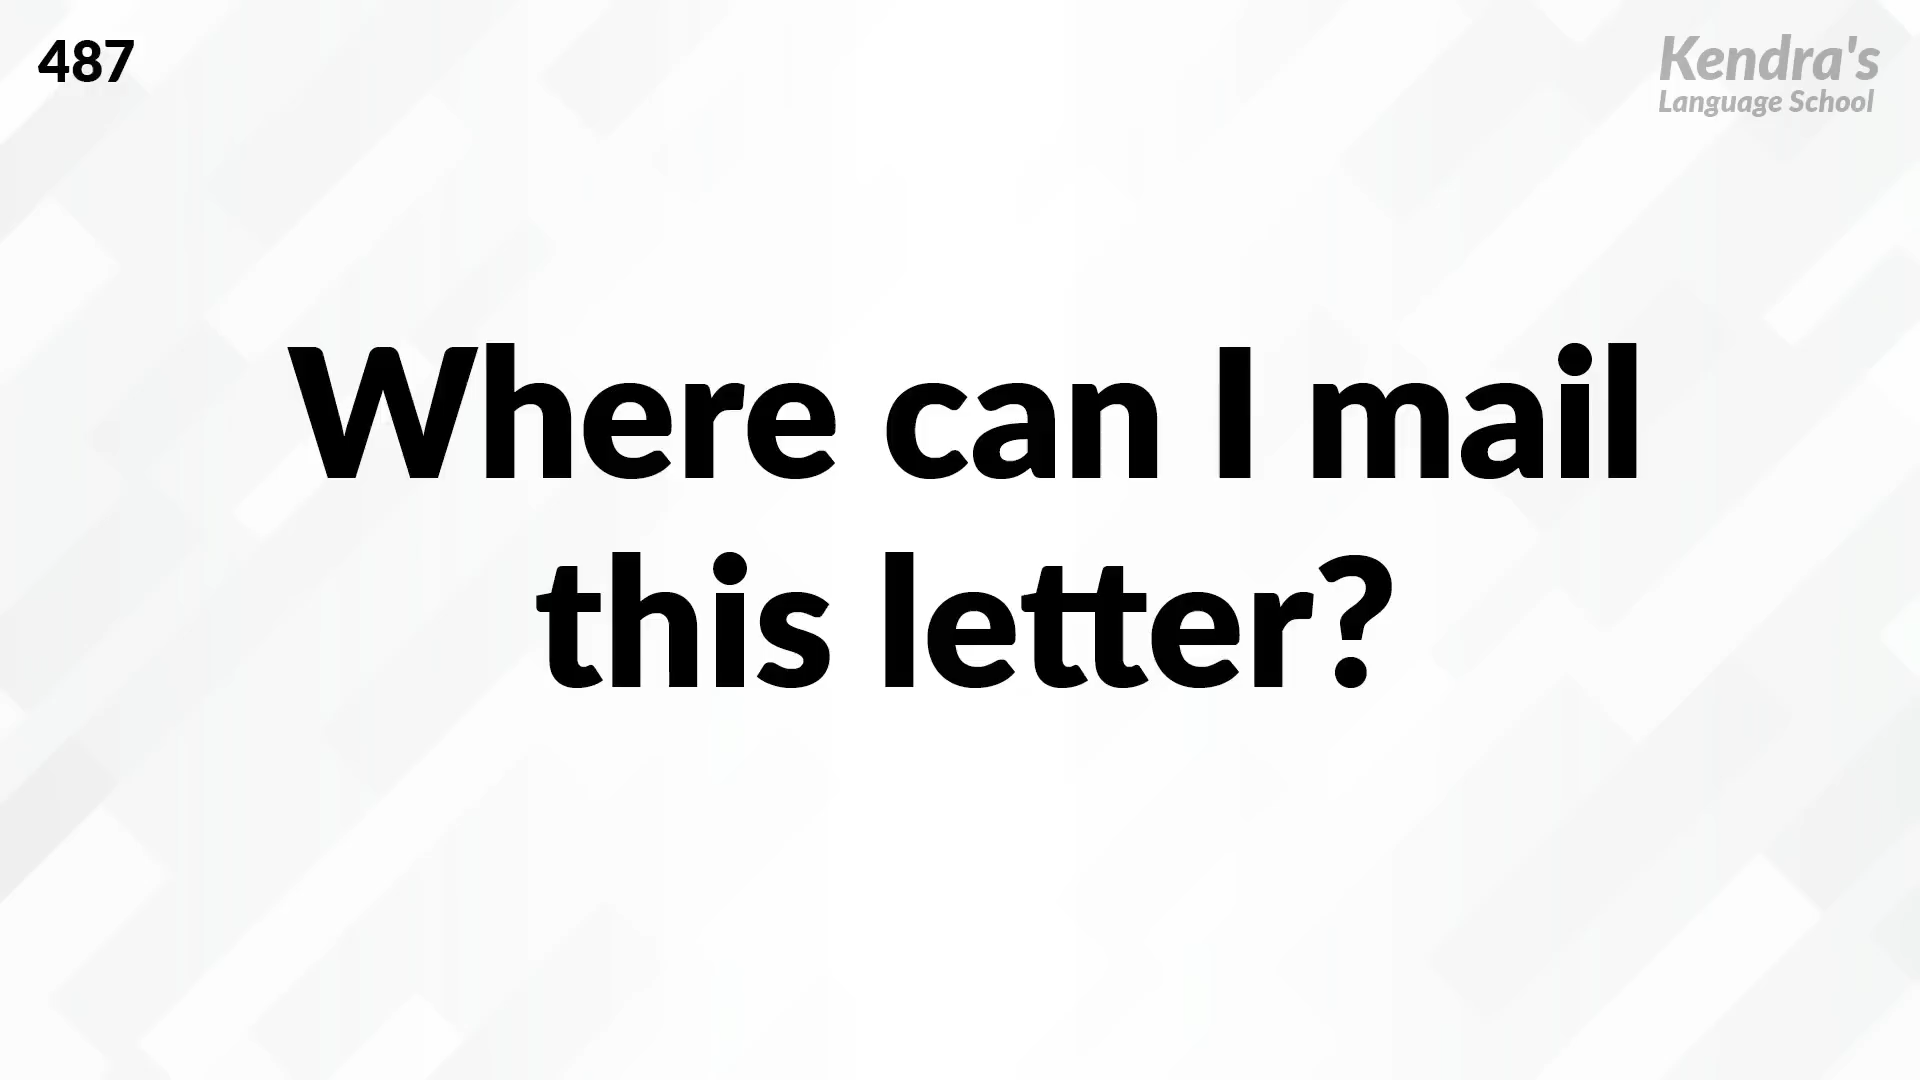 487
Kendra's
Language School
Where can I mail
this letter?